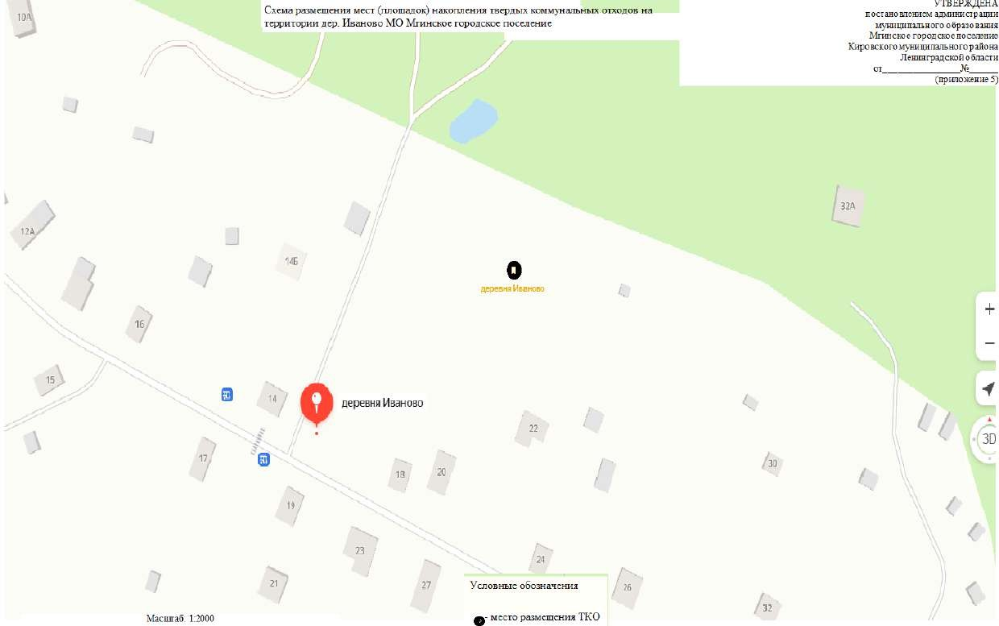 Схема размещения мест (площадок) накопления твердых коммунальных отходов на
территории дер. Иваново МО Мгинское городское поселение
УТВЕРЖДЕНА
постановлением администрации
муниципального образования
Мгинское городское поселение
Кировского муниципального района
Ленинградской области
от_________________№_______
(приложение 5)
10А
12А
32А
14Б
деревня Иваново
16
15
14
деревня Иваново
+
−
3D
22
17
18
20
30
19
23
24
21
27
26
32
Условные обозначения
- место размещения ТКО
Масштаб: 1:2000